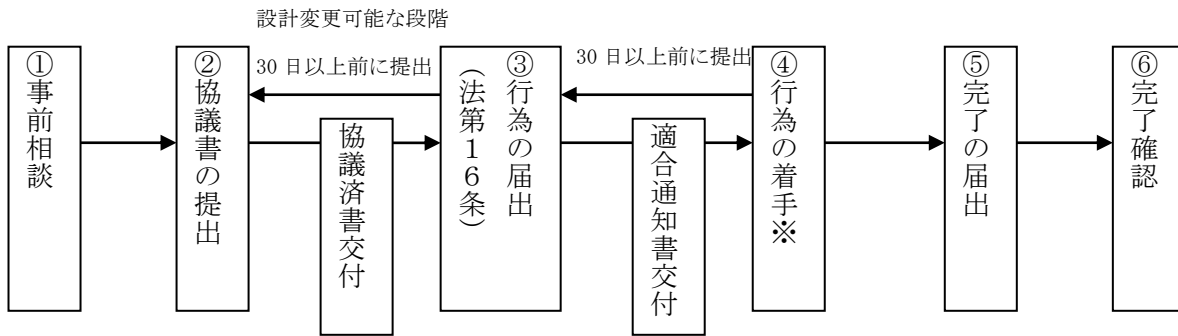 設計変更可能な段階
30日以上前に提出
30日以上前に提出
①事前相談
②協議書の提出
協議済書交付
③行為の届出
(法第16条)
適合通知書交付
④行為の着手※
⑤完了の届出
⑥完了確認